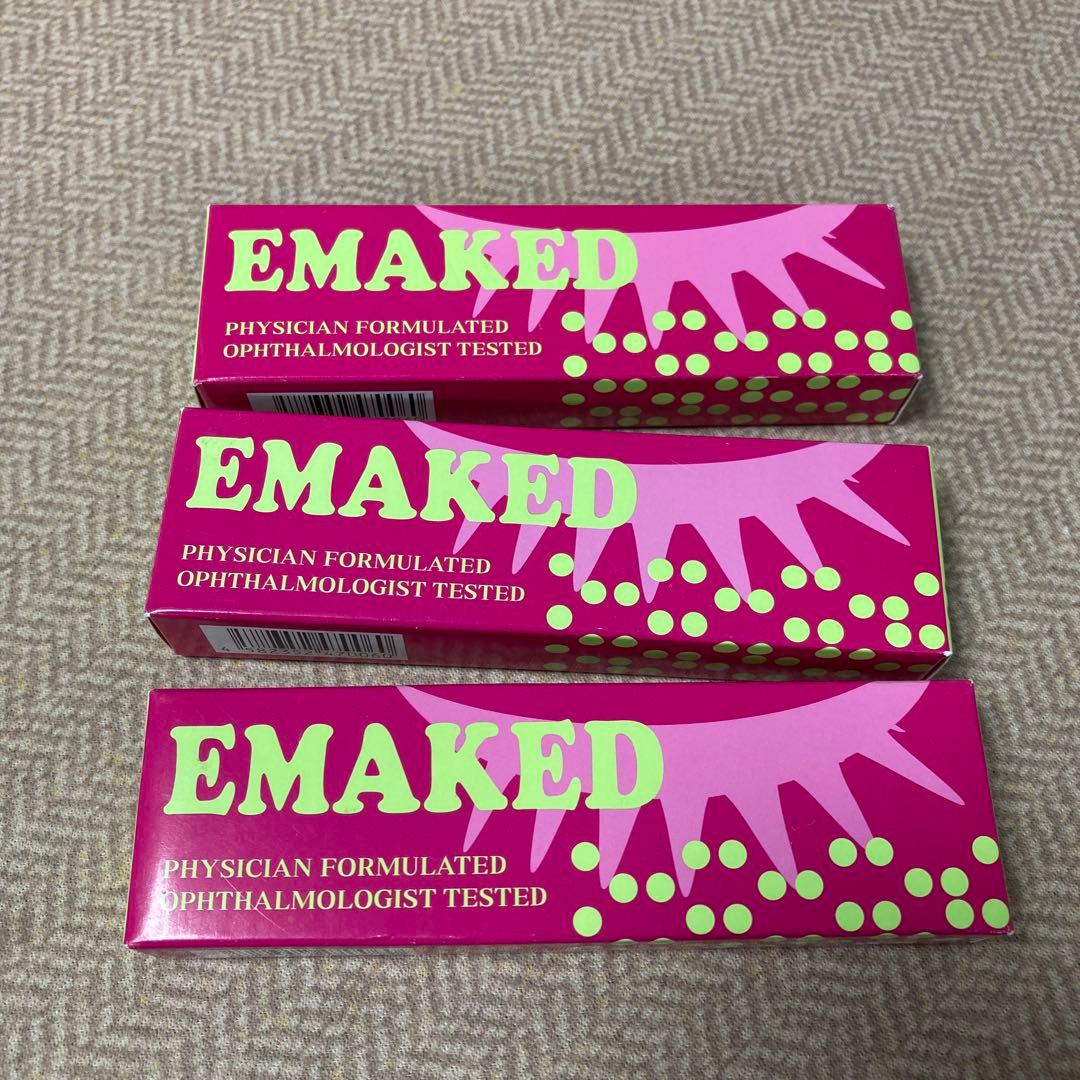 EMAKED
PHYSICIAN FORMULATED
OPHTHALMOLOGIST TESTED
EMAKED
PHYSICIAN FORMULATED
OPHTHALMOLOGIST TESTED
EMAKED
PHYSICIAN FORMULATED
OPHTHALMOLOGIST TESTED